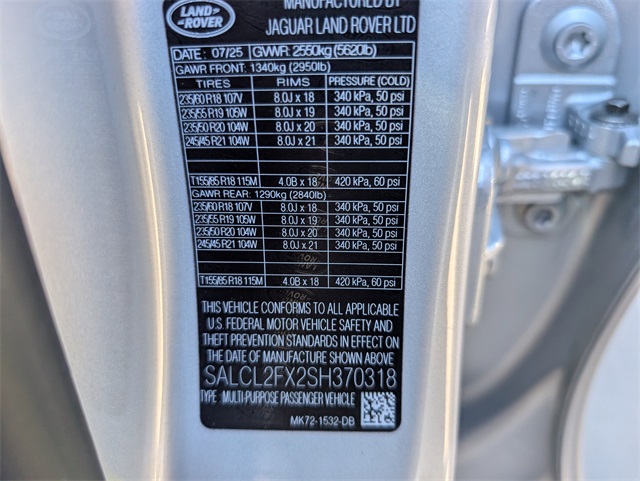 LAND-
-ROVER
MANUFACTURED BY
JAGUAR LAND ROVER LTD
DATE: 07/25 GVWR: 2550kg (5620lb)
GAWR FRONT: 1340kg (2950lb)
TIRES RIMS PRESSURE (COLD)
235/60 R18 107V 8.0J x 18 340 kPa, 50 psi
235/55 R19 105W 8.0J x 19 340 kPa, 50 psi
235/50 R20 104W 8.0J x 20 340 kPa, 50 psi
245/45 R21 104W 8.0J x 21 340 kPa, 50 psi
T155/85 R18 115M 4.0B x 18 420 kPa, 60 psi
GAWR REAR: 1290kg (2840lb)
235/60 R18 107V 8.0J x 18 340 kPa, 50 psi
235/55 R19 105W 8.0J x 19 340 kPa, 50 psi
235/50 R20 104W 8.0J x 20 340 kPa, 50 psi
245/45 R21 104W 8.0J x 21 340 kPa, 50 psi
T155/85 R18 115M 4.0B x 18 420 kPa, 60 psi
THIS VEHICLE CONFORMS TO ALL APPLICABLE
U.S. FEDERAL MOTOR VEHICLE SAFETY AND
THEFT PREVENTION STANDARDS IN EFFECT ON
THE DATE OF MANUFACTURE SHOWN ABOVE
SALCL2FX2SH370318
TYPE: MULTI-PURPOSE PASSENGER VEHICLE
MK72-1532-DB